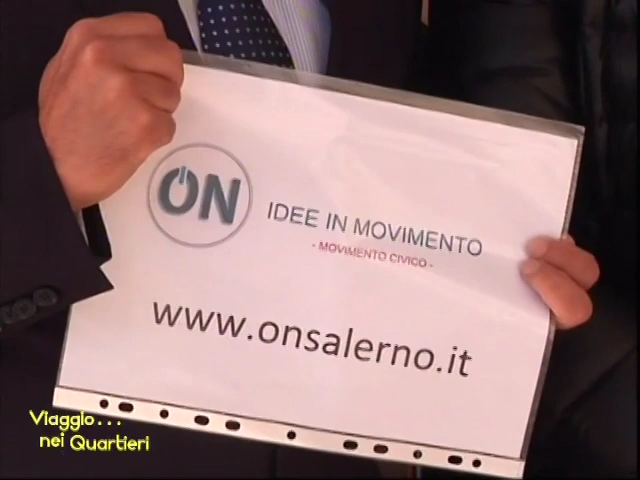 ON
IDEE IN MOVIMENTO
- MOVIMENTO CIVICO -
www.onsalerno.it
Viaggio...
nei Quartieri